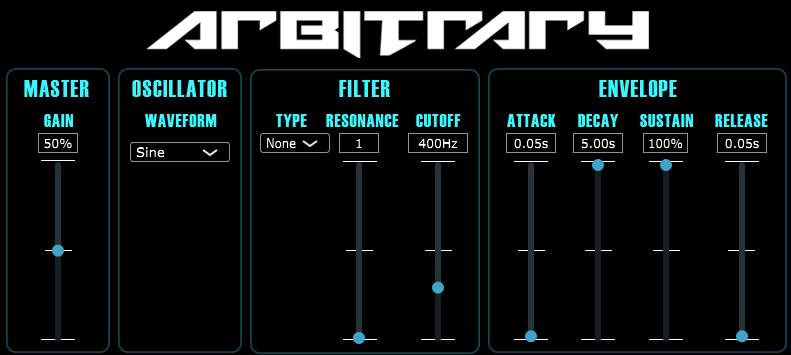 ARBITRARY
MASTER
GAIN
50%
OSCILLATOR
WAVEFORM
Sine
FILTER
TYPE RESONANCE CUTOFF
None 1 400Hz
ENVELOPE
ATTACK DECAY SUSTAIN RELEASE
0.05s 5.00s 100% 0.05s